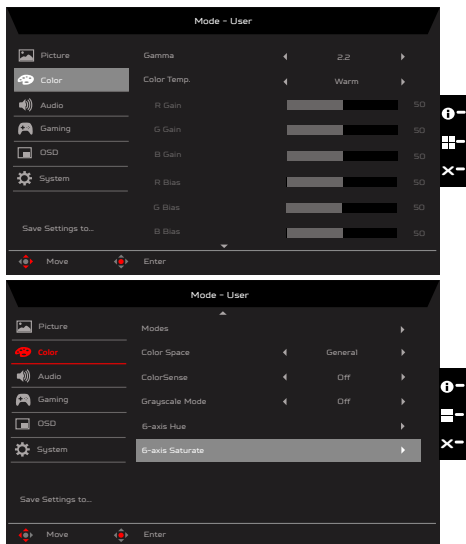 Mode - User
Picture
Gamma 2.2
Color
Color Temp. Warm
Audio
R Gain 50
Gaming
G Gain 50
OSD
B Gain 50
System
R Bias 50
G Bias 50
Save Settings to...
B Bias 50
Move Enter
Mode - User
Picture
Modes
Color
Color Space General
Audio
ColorSense Off
Gaming
Grayscale Mode Off
OSD
6-axis Hue
System
6-axis Saturate
Save Settings to...
Move Enter